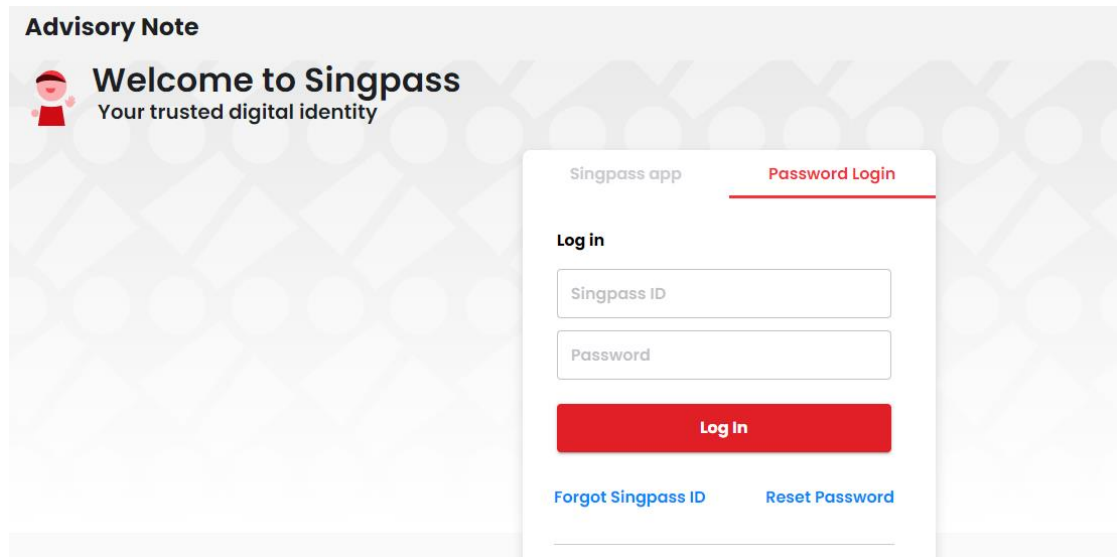 Advisory Note
Welcome to Singpass
Your trusted digital identity
Singpass app
Password Login
Log in
Singpass ID
Password
Log In
Forgot Singpass ID
Reset Password